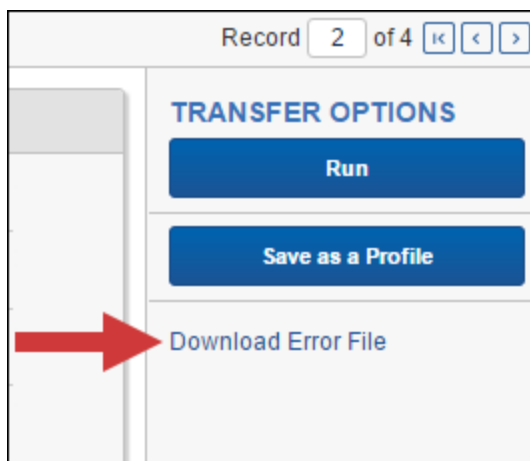 Record 2 of 4
TRANSFER OPTIONS
Run
Save as a Profile
Download Error File